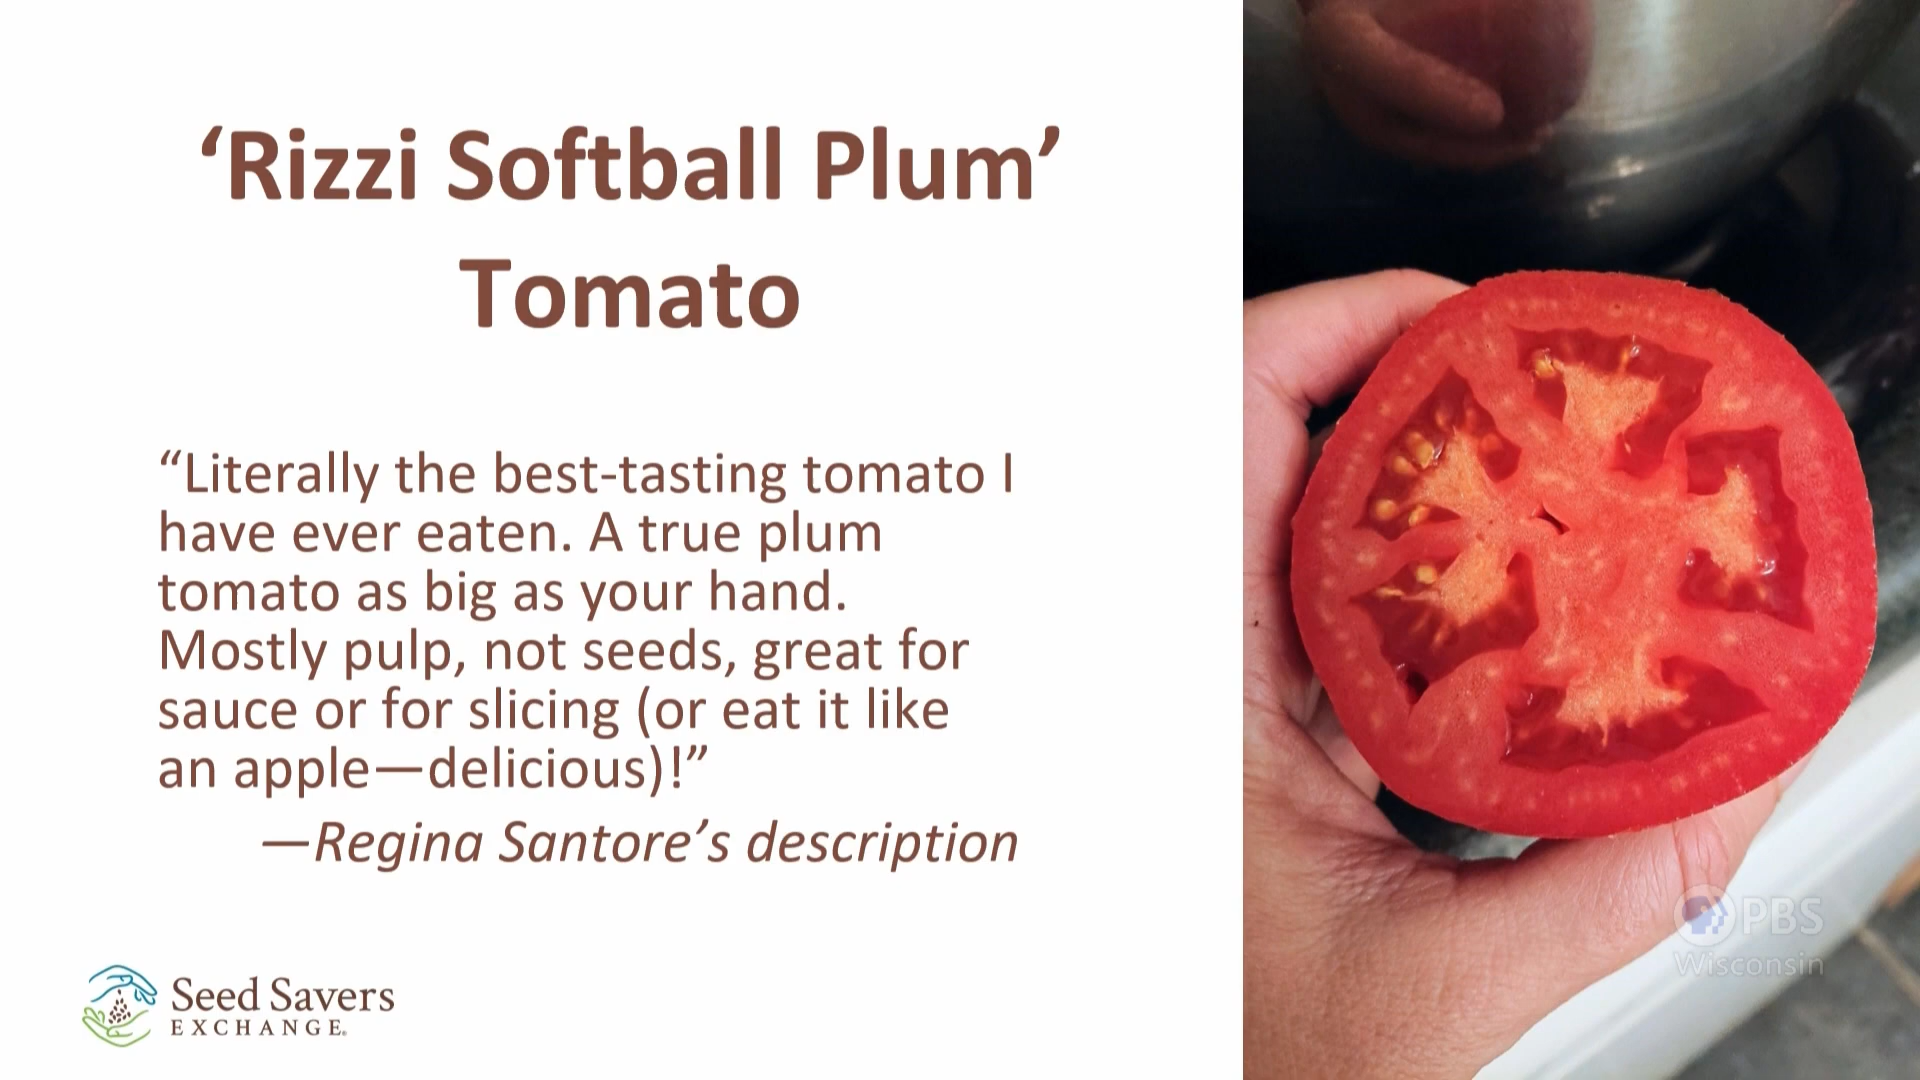 ‘Rizzi Softball Plum’
Tomato
“Literally the best-tasting tomato I
have ever eaten. A true plum
tomato as big as your hand.
Mostly pulp, not seeds, great for
sauce or for slicing (or eat it like
an apple—delicious)!”
—Regina Santore’s description
Seed Savers
EXCHANGE.
PBS
Wisconsin